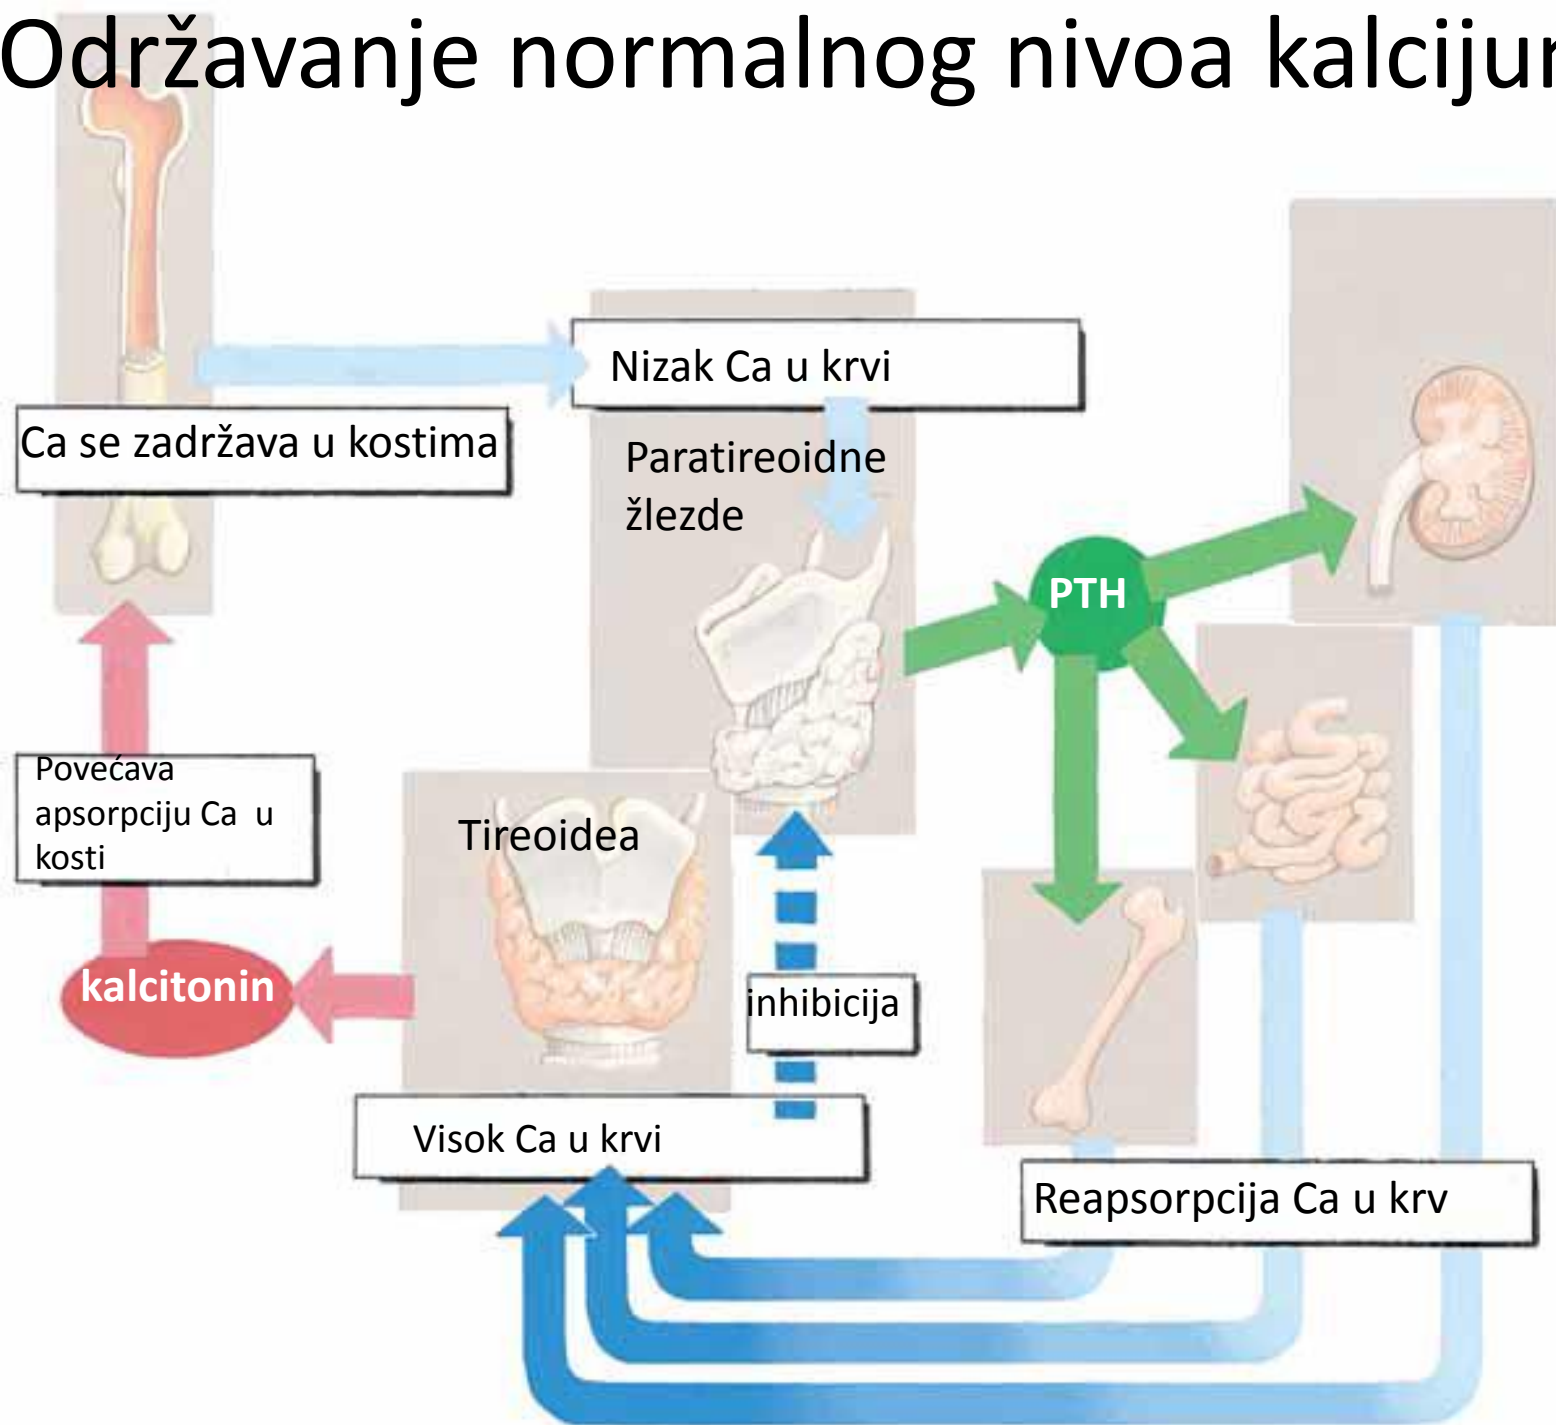 Održavanje normalnog nivoa kalcijum
Nizak Ca u krvi
Ca se zadržava u kostima
Paratireoidne
žlezde
PTH
Povećava
apsorpciju Ca u
kosti
Tireoidea
kalcitonin
inhibicija
Visok Ca u krvi
Reapsorpcija Ca u krv